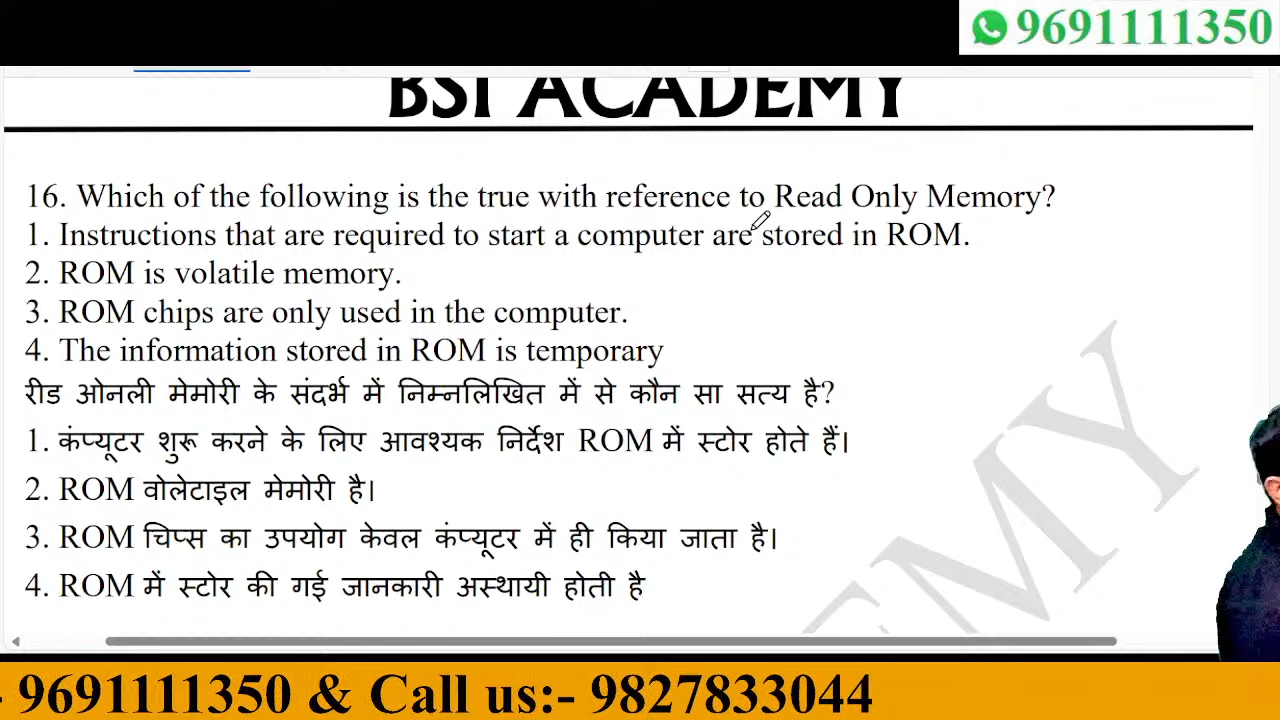 9691111350
BSI ACADEMY
16. Which of the following is the true with reference to Read Only Memory?
1. Instructions that are required to start a computer are stored in ROM.
2. ROM is volatile memory.
3. ROM chips are only used in the computer.
4. The information stored in ROM is temporary
रीड ओनली मेमोरी के संदर्भ में निम्नलिखित में से कौन सा सत्य है?
1. कंप्यूटर शुरू करने के लिए आवश्यक निर्देश ROM में स्टोर होते हैं।
2. ROM वोलेटाइल मेमोरी है।
3. ROM चिप्स का उपयोग केवल कंप्यूटर में ही किया जाता है।
4. ROM में स्टोर की गई जानकारी अस्थायी होती है
EMY
- 9691111350 & Call us:- 9827833044